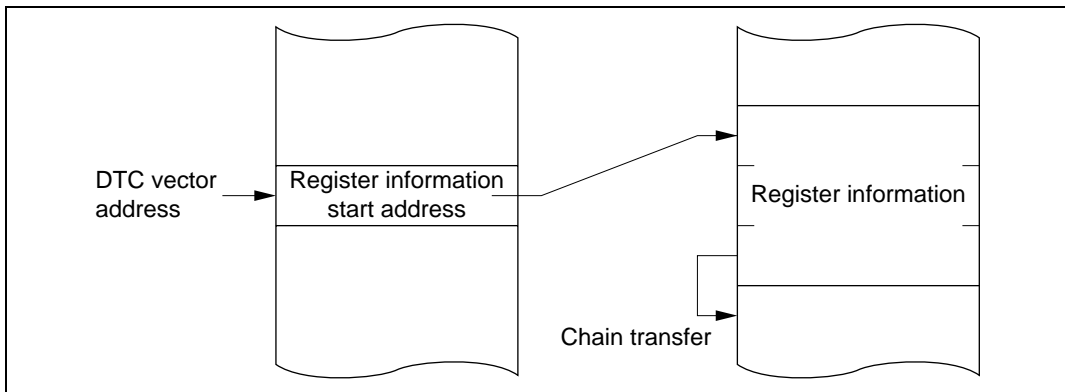 DTC vector
address
Register information
start address
Register information
Chain transfer